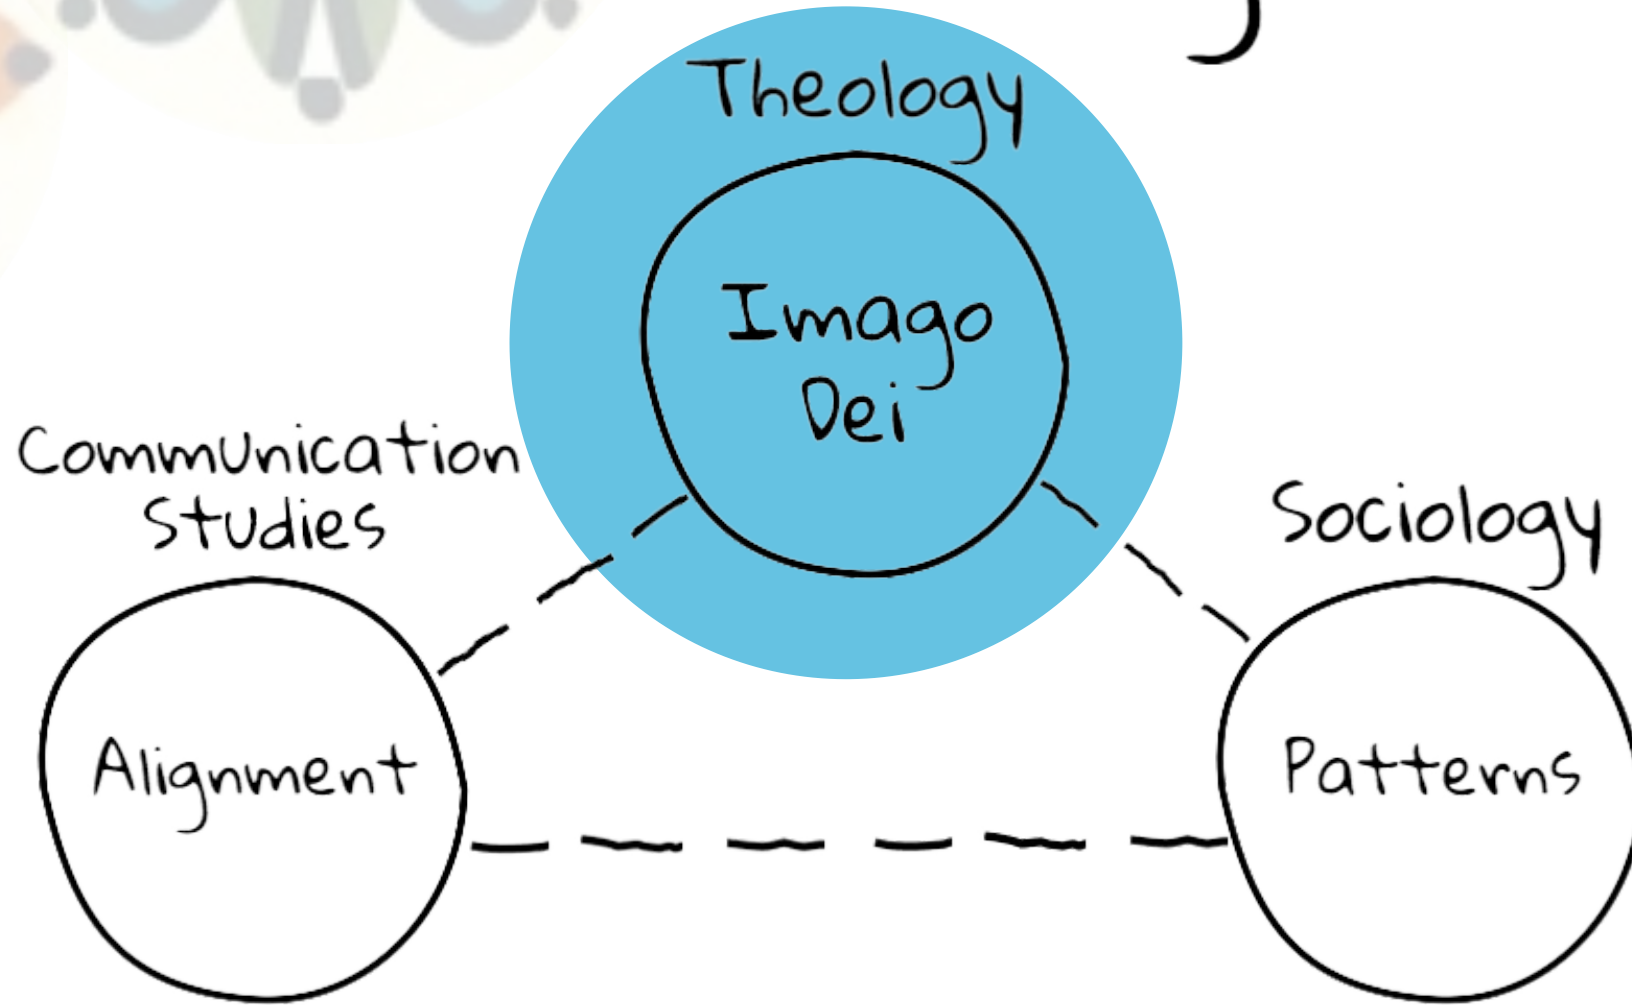 Theology
Imago
Dei
Communication
Studies
Sociology
Alignment
Patterns